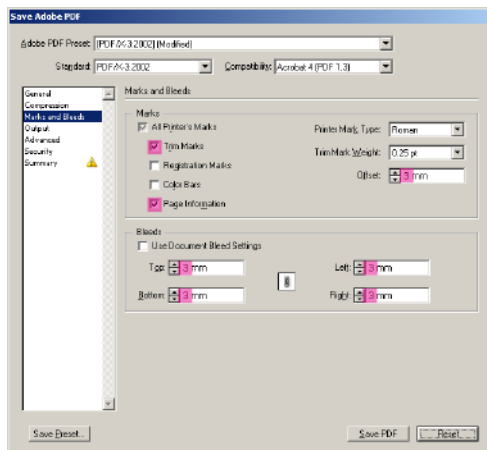 Save Adobe PDF
Adobe PDF Preset: [PDF/X-3:2002] (Modified)
Standard: PDF/X-3:2002 Compatibility: Acrobat 4 (PDF 1.3)
General
Compression
Marks and Bleeds
Output
Advanced
Security
Summary
Marks and Bleeds
Marks
All Printer's Marks
Trim Marks
Registration Marks
Color Bars
Page Information
Printer Mark Type: Roman
Trim Mark Weight: 0.25 pt
Offset: 3 mm
Bleeds
Use Document Bleed Settings
Top: 3 mm Left: 3 mm
Bottom: 3 mm Right: 3 mm
Save Preset... Save PDF Reset